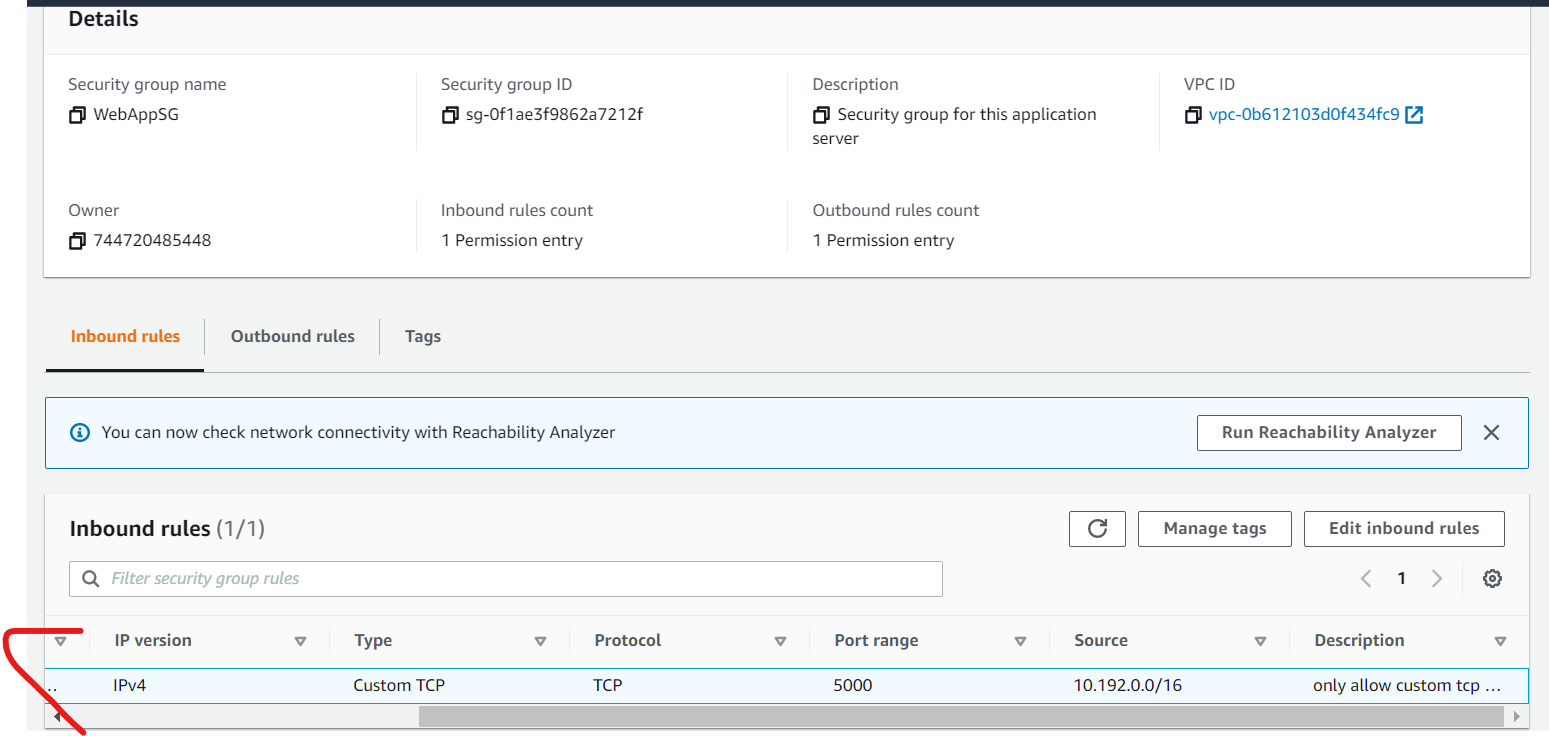 Details
Security group name
WebAppSG
Security group ID
sg-0f1ae3f9862a7212f
Description
Security group for this application
server
VPC ID
vpc-0b612103d0f434fc9
Owner
744720485448
Inbound rules count
1 Permission entry
Outbound rules count
1 Permission entry
Inbound rules Outbound rules Tags
You can now check network connectivity with Reachability Analyzer Run Reachability Analyzer
Inbound rules (1/1) Manage tags Edit inbound rules
Filter security group rules 1
IP version Type Protocol Port range Source Description
.. IPv4 Custom TCP TCP 5000 10.192.0.0/16 only allow custom tcp ...